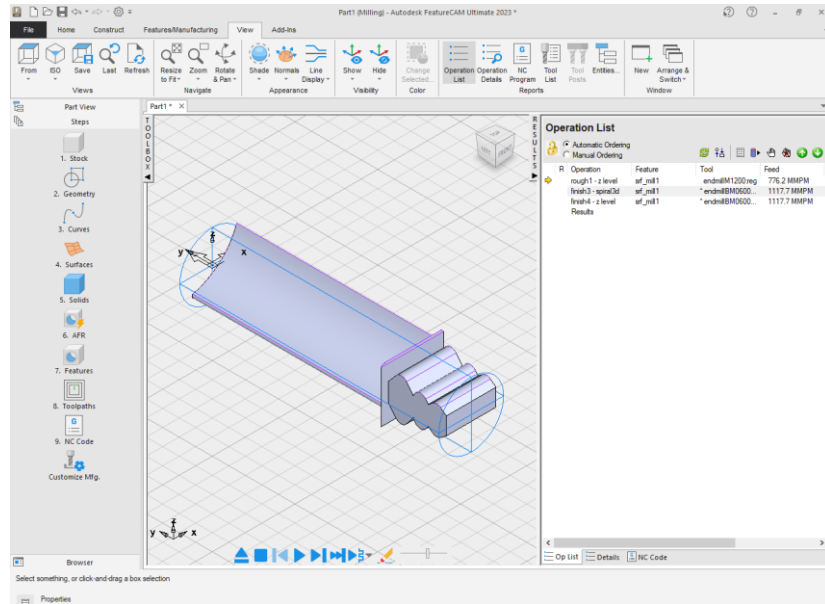 Part1 (Milling) - Autodesk FeatureCAM Ultimate 2023 *
File Home Construct Features/Manufacturing View Add-Ins
From ISO Save Last Refresh Resize to Fit Zoom Rotate & Pan Shade Normals Line Display Show Hide Change Selected... Operation List Operation Details NC Program Tool List Tool Posts Entities... New Arrange & Switch
Views Navigate Appearance Visibility Color Reports Window
Part View
Part1 * ×
Steps
TOOLBOX
RESULTS
1. Stock
2. Geometry
3. Curves
4. Surfaces
5. Solids
6. AFR
7. Features
8. Toolpaths
9. NC Code
Customize Mfg.
Browser
TOP
FRONT
z
y x
z
y x
Operation List
Automatic Ordering
Manual Ordering
R Operation Feature Tool Feed
rough1 - z level srf_mill1 endmillM1200:reg 776.2 MMPM
finish3 - spiral3d srf_mill1 * endmillBM0600... 1117.7 MMPM
finish4 - z level srf_mill1 * endmillBM0600... 1117.7 MMPM
Results
Op List Details NC Code
Select something, or click-and-drag a box selection
Properties